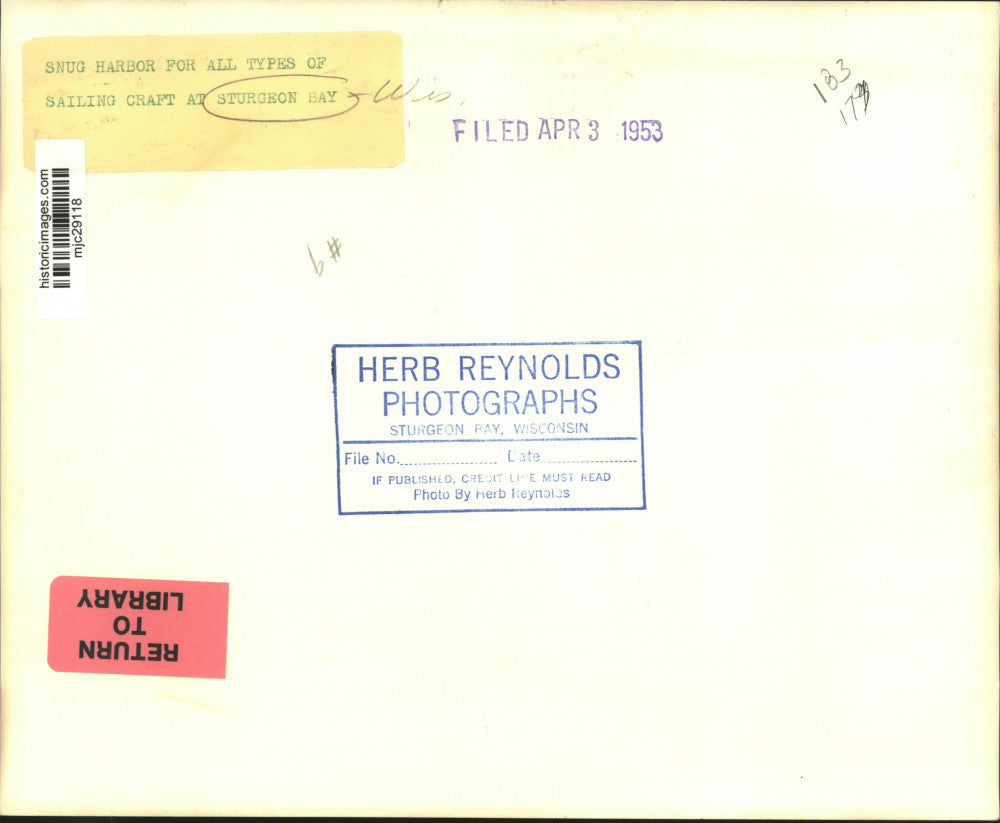 SNUG HARBOR FOR ALL TYPES OF
SAILING CRAFT AT STURGEON BAY - Wis.
FILED APR 3 1953
183
historicimages.com
mjc29118
HERB REYNOLDS
PHOTOGRAPHS
STURGEON BAY, WISCONSIN
File No. Date
IF PUBLISHED, CREDIT LINE MUST READ
Photo By Herb Reynolds
RETURN
TO
LIBRARY